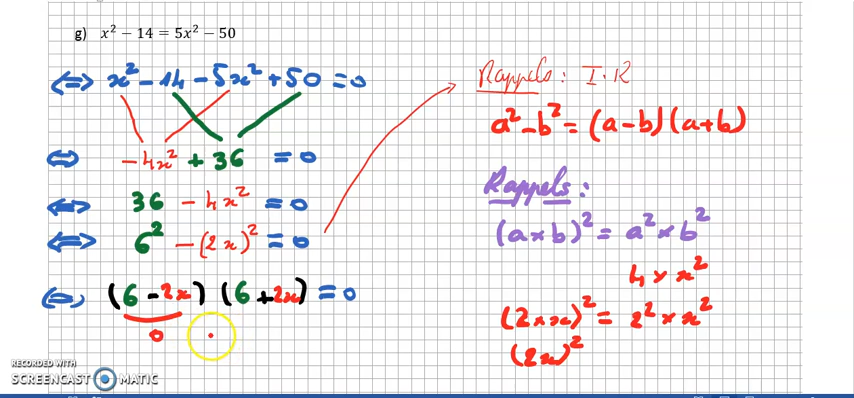 g) x² − 14 = 5x² − 50
⟺ x² − 14 − 5x² + 50 = 0
⟺ − 4x² + 36 = 0
⟺ 36 − 4x² = 0
⟺ 6² − (2x)² = 0
⟺ (6 − 2x) (6 + 2x) = 0
0
Rappels : I.R
a² − b² = (a − b) (a + b)
Rappels :
(a × b)² = a² × b²
4 × x²
(2 × x)² = 2² × x²
(2x)²
RECORDED WITH
SCREENCAST MATIC